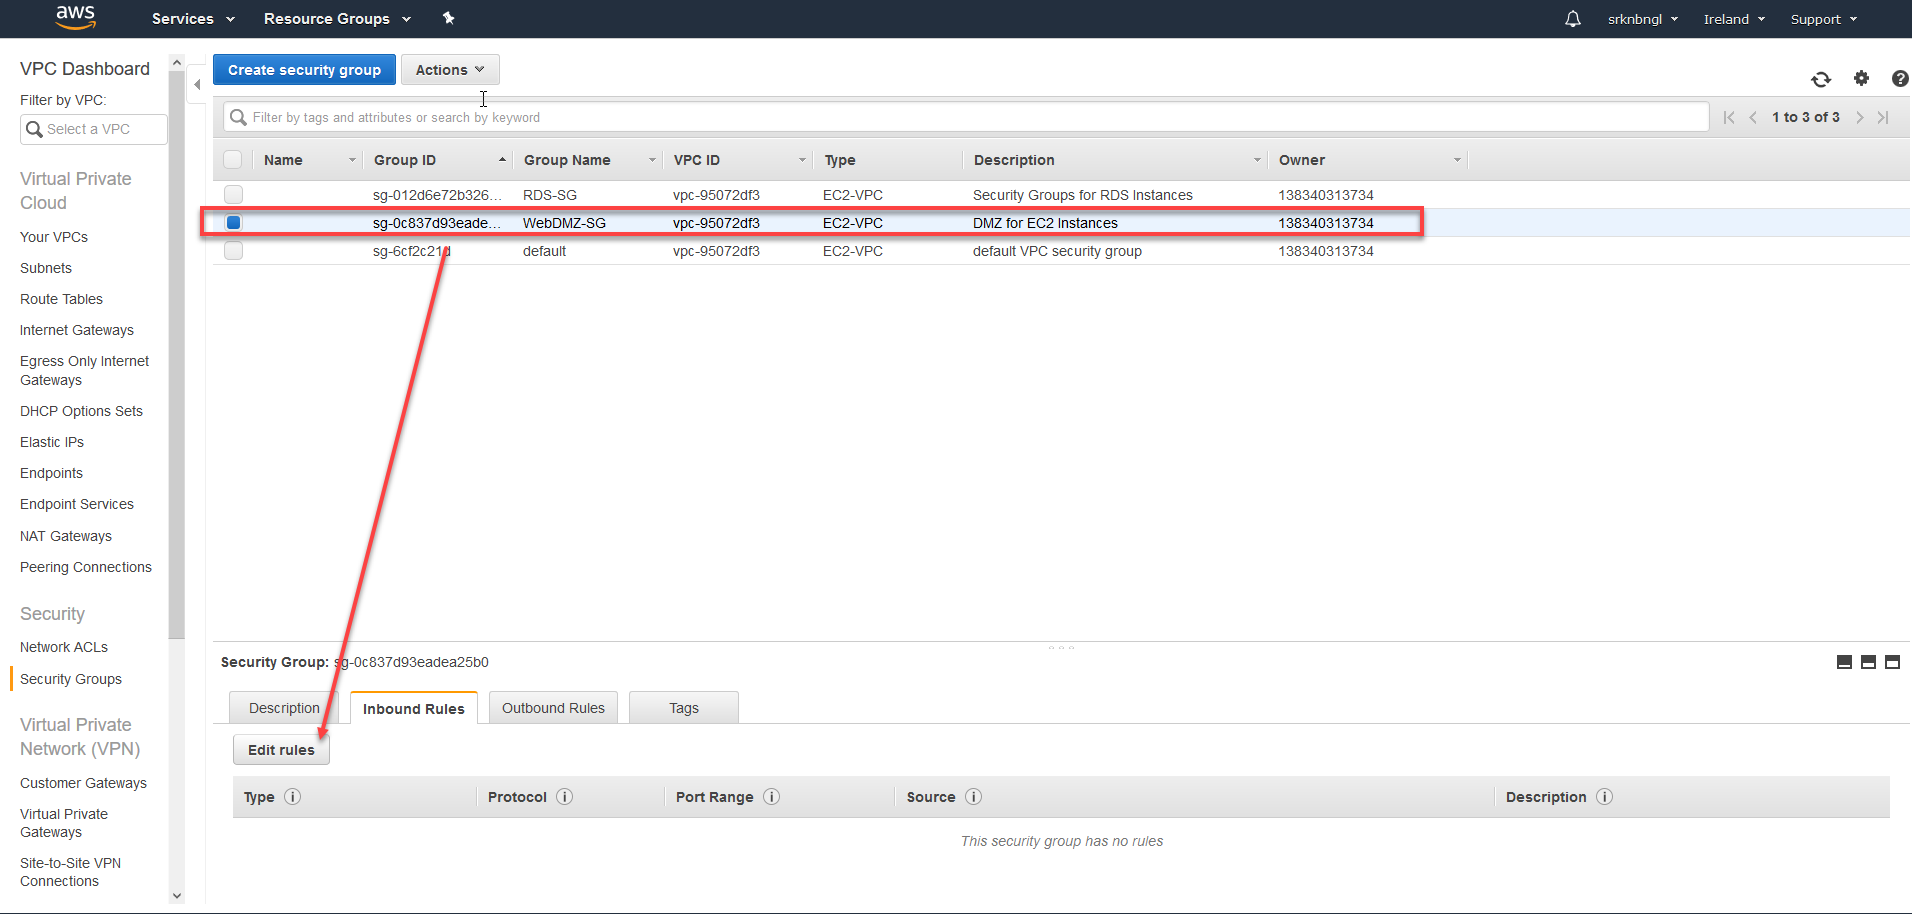 aws
Services
Resource Groups
srknbngl
Ireland
Support
VPC Dashboard
Filter by VPC:
Select a VPC
Virtual Private
Cloud
Your VPCs
Subnets
Route Tables
Internet Gateways
Egress Only Internet
Gateways
DHCP Options Sets
Elastic IPs
Endpoints
Endpoint Services
NAT Gateways
Peering Connections
Security
Network ACLs
Security Groups
Virtual Private
Network (VPN)
Customer Gateways
Virtual Private
Gateways
Site-to-Site VPN
Connections
Create security group
Actions
Filter by tags and attributes or search by keyword
1 to 3 of 3
Name Group ID Group Name VPC ID Type Description Owner
sg-012d6e72b326... RDS-SG vpc-95072df3 EC2-VPC Security Groups for RDS Instances 138340313734
sg-0c837d93eade... WebDMZ-SG vpc-95072df3 EC2-VPC DMZ for EC2 Instances 138340313734
sg-6cf2c21d default vpc-95072df3 EC2-VPC default VPC security group 138340313734
Security Group: sg-0c837d93eadea25b0
Description Inbound Rules Outbound Rules Tags
Edit rules
Type Protocol Port Range Source Description
This security group has no rules